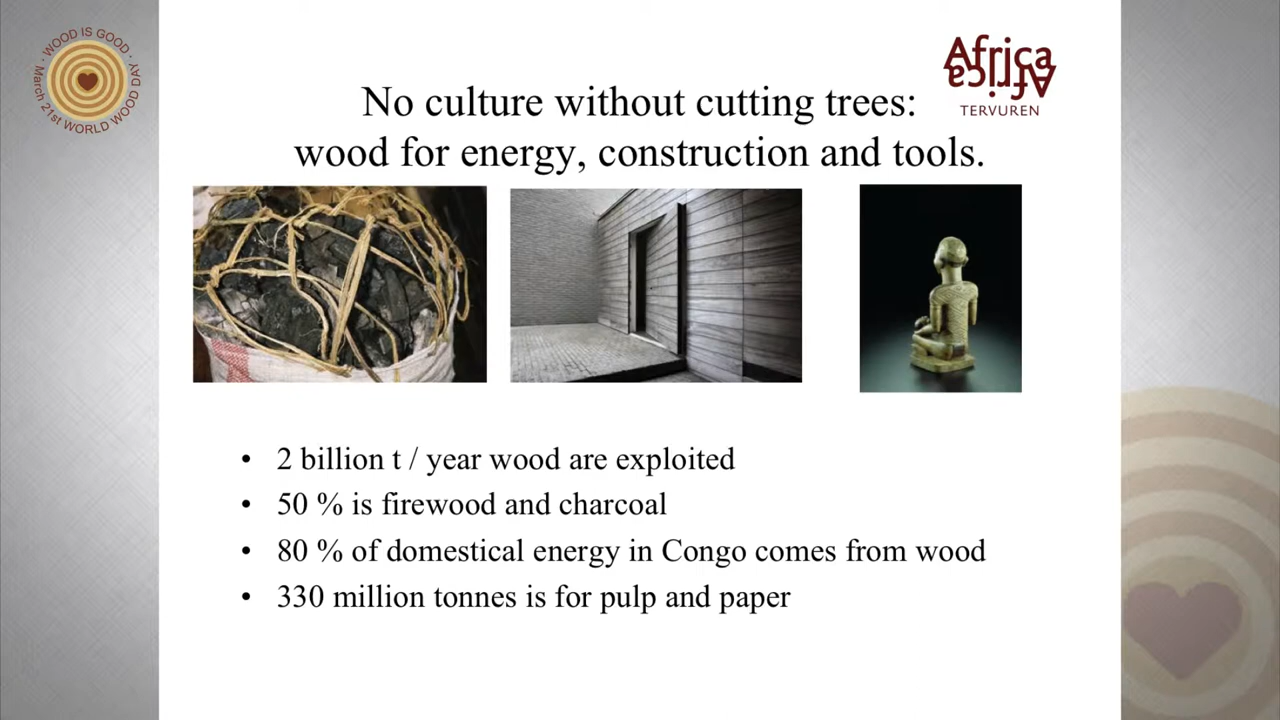 WOOD IS GOOD · March 21st WORLD WOOD DAY ·
Africa
Africa
TERVUREN
No culture without cutting trees:
wood for energy, construction and tools.
• 2 billion t / year wood are exploited
• 50 % is firewood and charcoal
• 80 % of domestical energy in Congo comes from wood
• 330 million tonnes is for pulp and paper